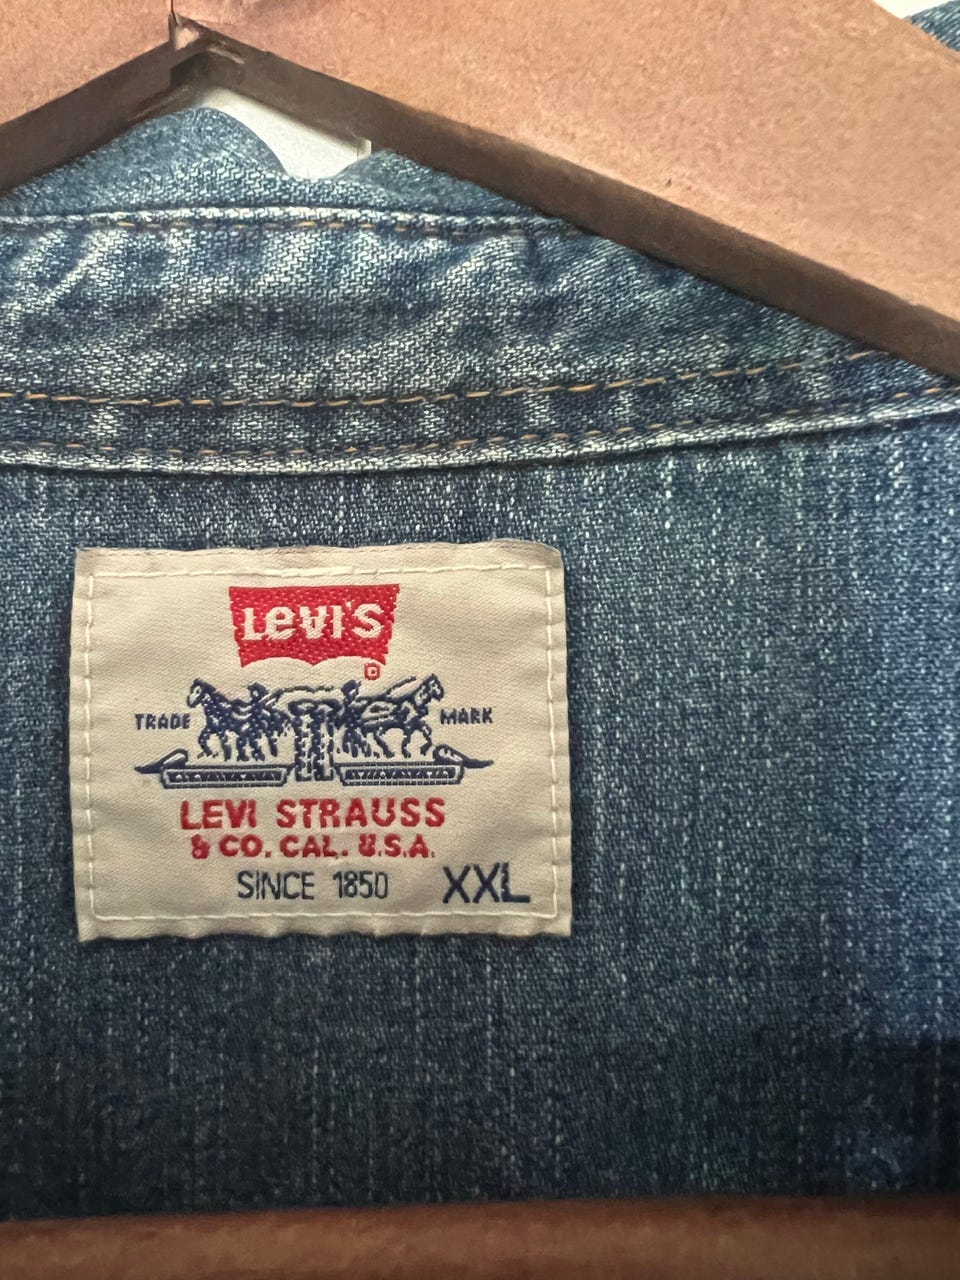 LEVI'S
TRADE MARK
LEVI STRAUSS
& CO. CAL. U.S.A.
SINCE 1850 XXL